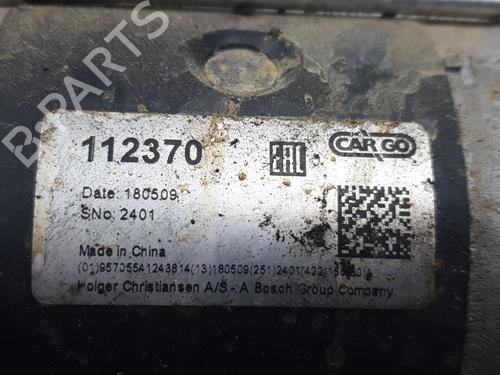 B-PARTS
112370
EAC
CARGO
Date: 180509
SNo: 2401
Made in China
Holger Christiansen A/S - A Bosch Group Company